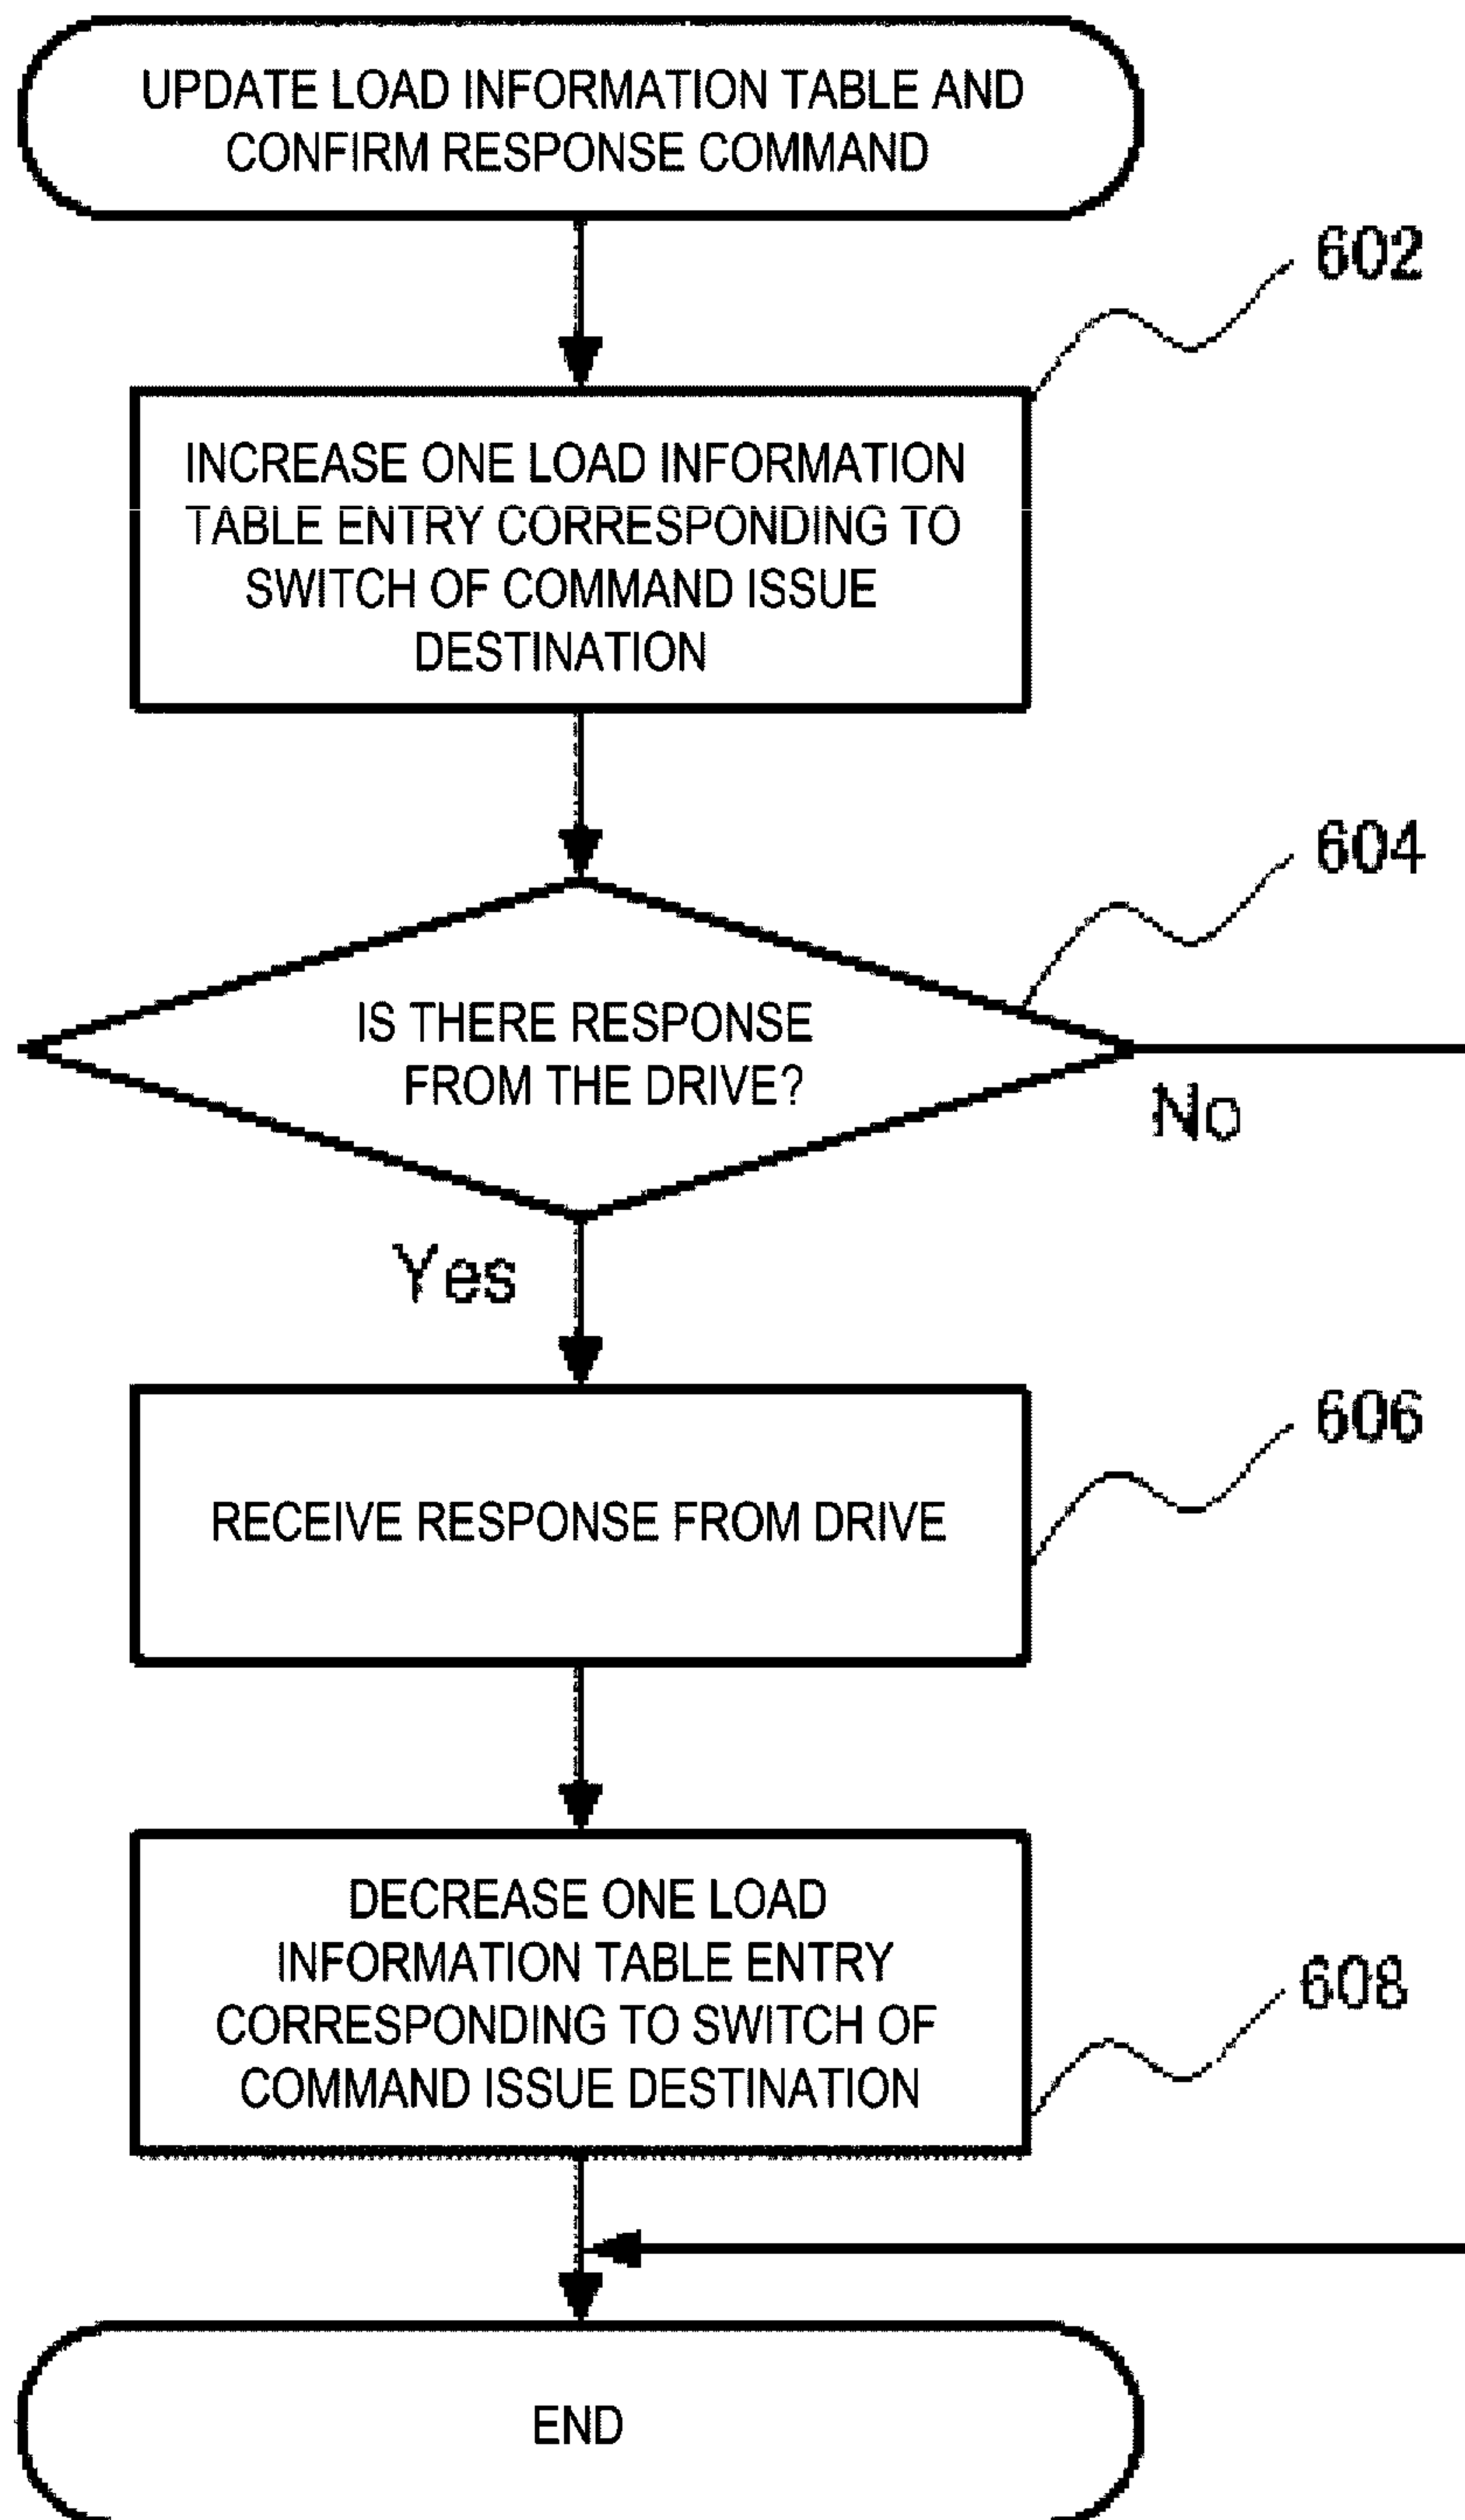 UPDATE LOAD INFORMATION TABLE AND
CONFIRM RESPONSE COMMAND
602
INCREASE ONE LOAD INFORMATION
TABLE ENTRY CORRESPONDING TO
SWITCH OF COMMAND ISSUE
DESTINATION
604
IS THERE RESPONSE
FROM THE DRIVE?
No
Yes
606
RECEIVE RESPONSE FROM DRIVE
DECREASE ONE LOAD
INFORMATION TABLE ENTRY
608
CORRESPONDING TO SWITCH OF
COMMAND ISSUE DESTINATION
END